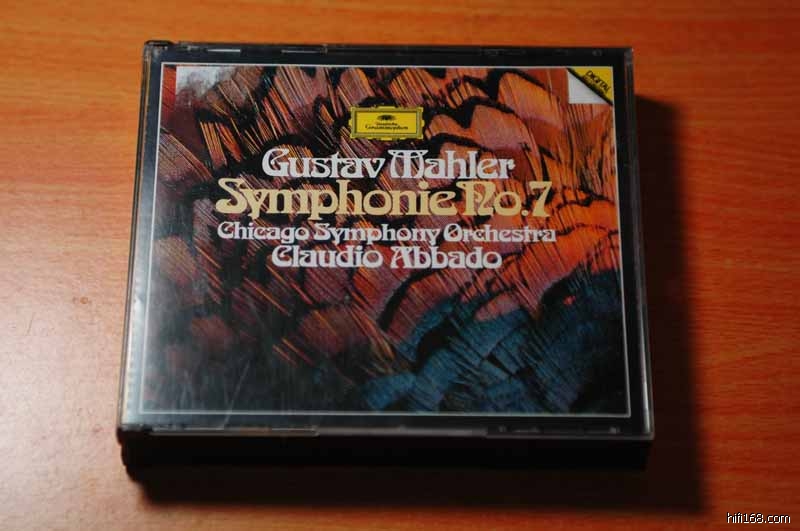 DIGITAL
Deutsche
Grammophon
Gustav Mahler
Symphonie No.7
Chicago Symphony Orchestra
Claudio Abbado
hifi168.com